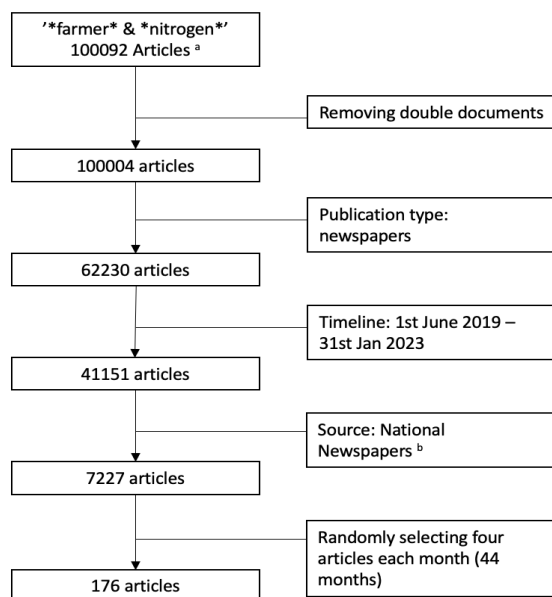 ’*farmer* & *nitrogen*’
100092 Articles ᵃ
Removing double documents
100004 articles
Publication type:
newspapers
62230 articles
Timeline: 1st June 2019 –
31st Jan 2023
41151 articles
Source: National
Newspapers ᵇ
7227 articles
Randomly selecting four
articles each month (44
months)
176 articles